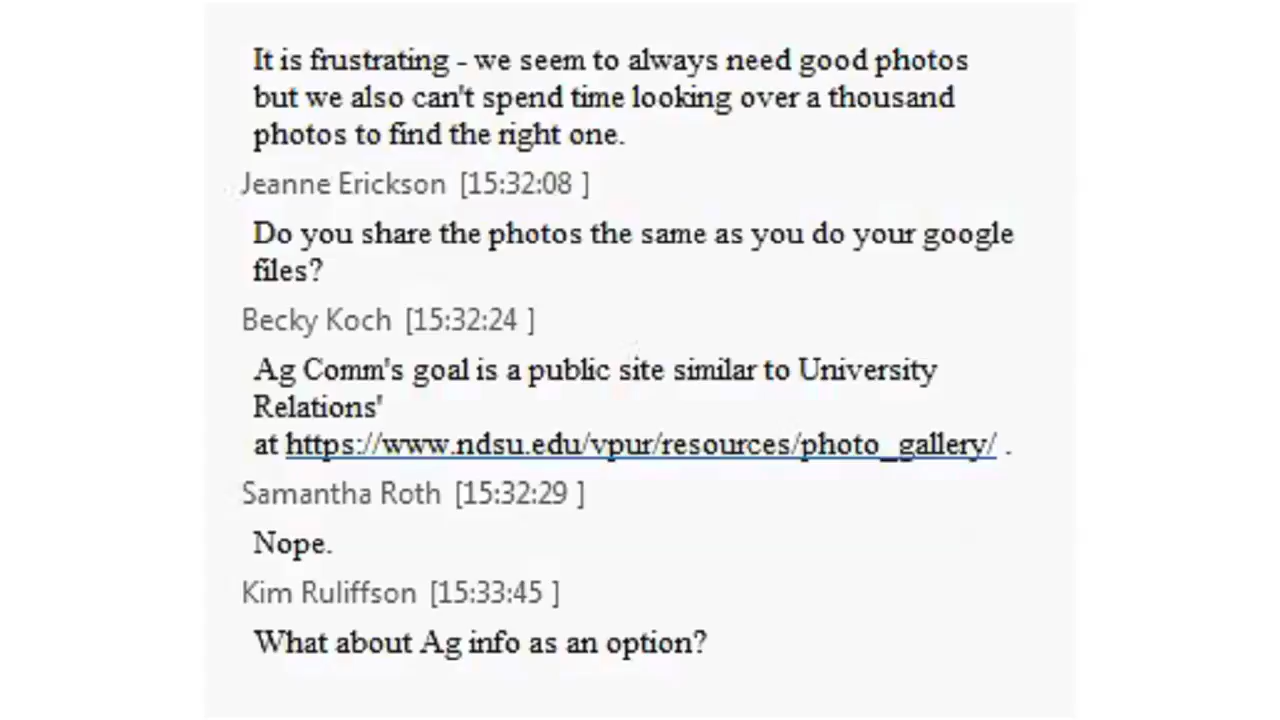 It is frustrating - we seem to always need good photos
but we also can't spend time looking over a thousand
photos to find the right one.
Jeanne Erickson [15:32:08 ]
Do you share the photos the same as you do your google
files?
Becky Koch [15:32:24 ]
Ag Comm's goal is a public site similar to University
Relations'
at https://www.ndsu.edu/vpur/resources/photo_gallery/ .
Samantha Roth [15:32:29 ]
Nope.
Kim Ruliffson [15:33:45 ]
What about Ag info as an option?